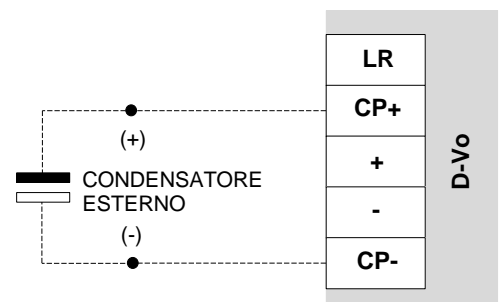 LR
CP+
(+)
+
D-Vo
CONDENSATORE
ESTERNO
-
(-)
CP-